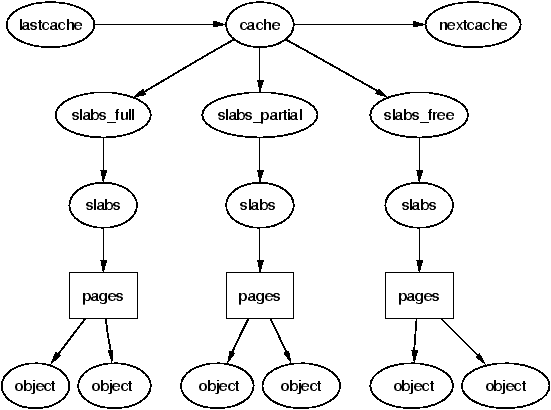 lastcache
cache
nextcache
slabs_full
slabs_partial
slabs_free
slabs
slabs
slabs
pages
pages
pages
object
object
object
object
object
object